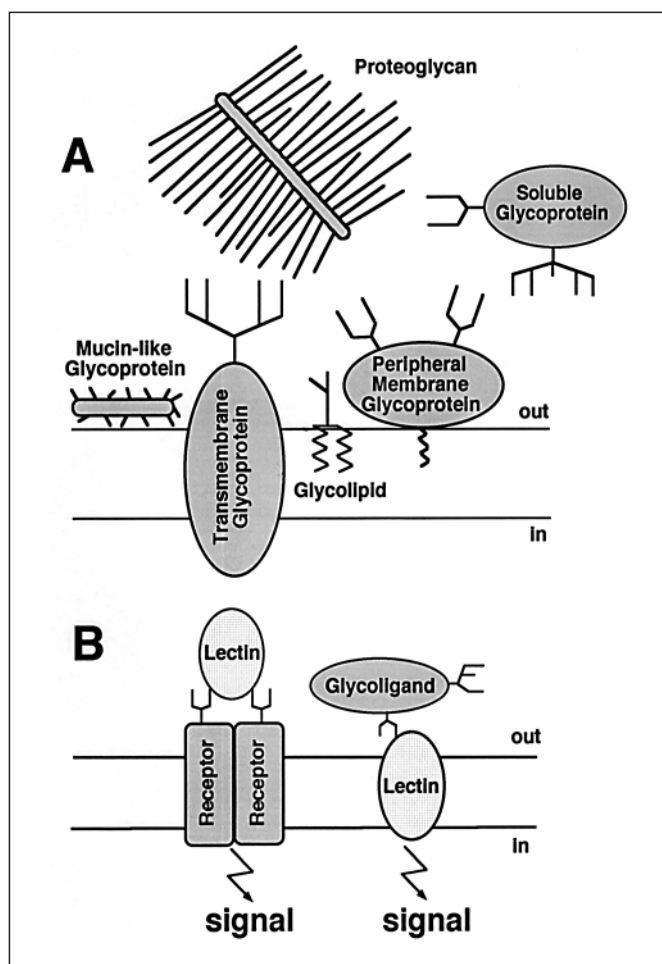 Proteoglycan
A
Soluble
Glycoprotein
Mucin-like
Glycoprotein
Transmembrane
Glycoprotein
Peripheral
Membrane
Glycoprotein
out
Glycolipid
in
B
Lectin
Glycoligand
Receptor
Receptor
out
Lectin
in
signal
signal